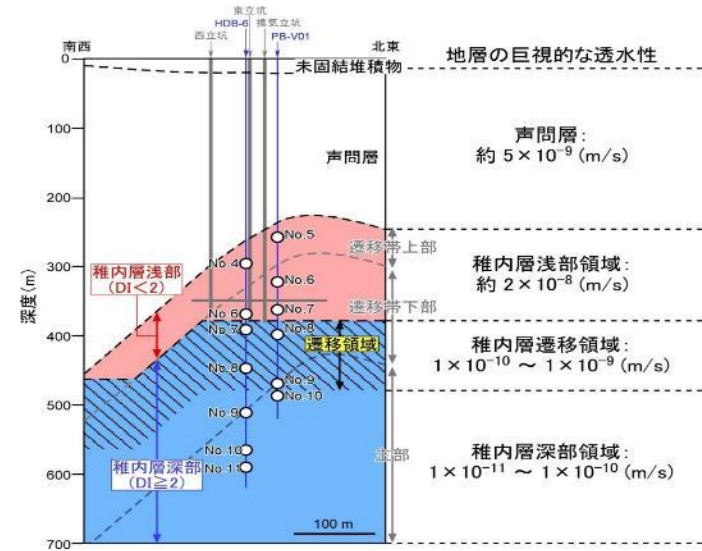 東立坑
HDB-6
換気立坑
西立坑
PB-V01
南西
北東
地層の巨視的な透水性
未固結堆積物
0
100
200
300
400
500
600
700
深度(m)
声問層
声問層:
約 5×10⁻⁹ (m/s)
No.5
No.4
遷移帯上部
No.6
稚内層浅部
(DI<2)
稚内層浅部領域:
約 2×10⁻⁸ (m/s)
No.6
No.7
遷移帯下部
No.7
No.8
遷移領域
稚内層遷移領域:
1×10⁻¹⁰ ~ 1×10⁻⁹ (m/s)
No.8
No.9
No.10
No.9
主部
No.10
No.11
稚内層深部
(DI≧2)
稚内層深部領域:
1×10⁻¹¹ ~ 1×10⁻¹⁰ (m/s)
100 m